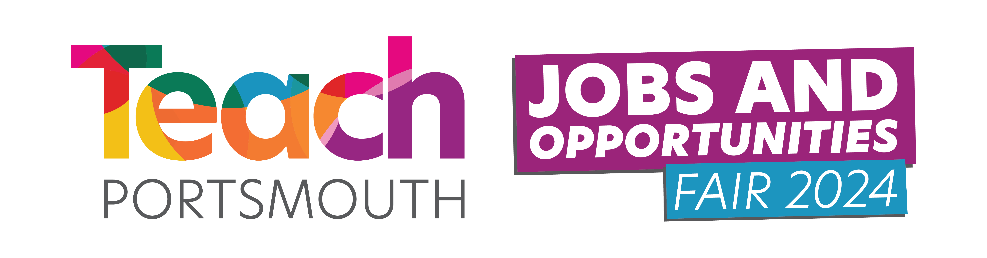 Teach
PORTSMOUTH
JOBS AND
OPPORTUNITIES
FAIR 2024